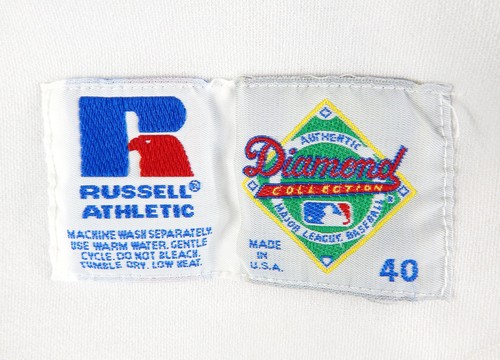 RUSSELL®
ATHLETIC
MACHINE WASH SEPARATELY.
USE WARM WATER. GENTLE
CYCLE. DO NOT BLEACH.
TUMBLE DRY. LOW HEAT.
AUTHENTIC
Diamond
COLLECTION
MAJOR LEAGUE BASEBALL
MADE IN
U.S.A.
40